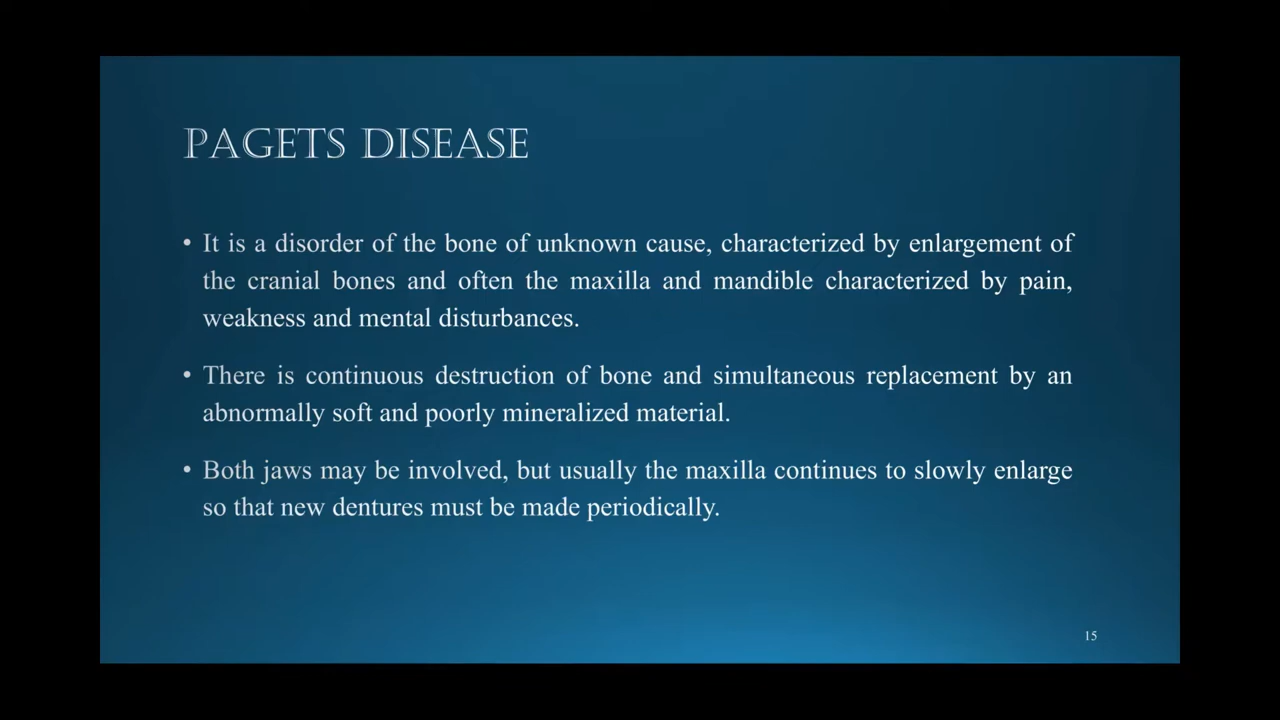 PAGETS DISEASE
• It is a disorder of the bone of unknown cause, characterized by enlargement of
the cranial bones and often the maxilla and mandible characterized by pain,
weakness and mental disturbances.
• There is continuous destruction of bone and simultaneous replacement by an
abnormally soft and poorly mineralized material.
• Both jaws may be involved, but usually the maxilla continues to slowly enlarge
so that new dentures must be made periodically.
15